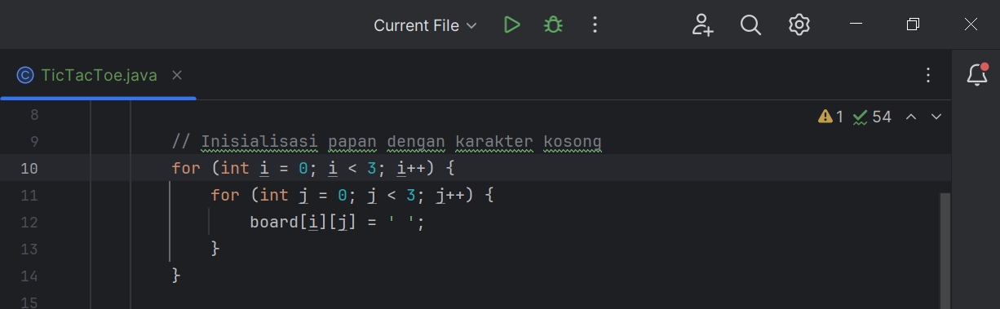 Current File
TicTacToe.java
1 54
8
9 // Inisialisasi papan dengan karakter kosong
10 for (int i = 0; i < 3; i++) {
11 for (int j = 0; j < 3; j++) {
12 board[i][j] = ' ';
13 }
14 }
15